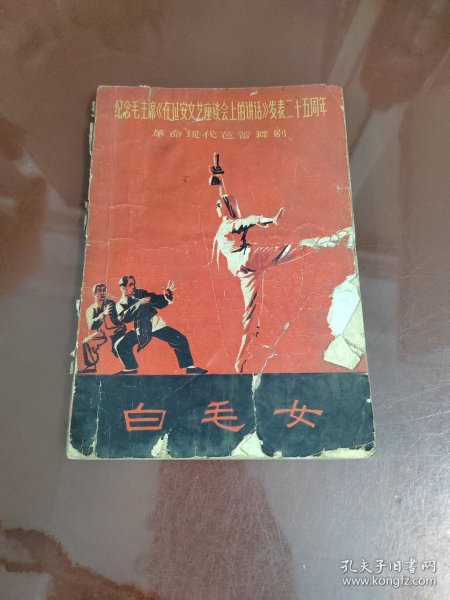 纪念毛主席《在延安文艺座谈会上的讲话》发表二十五周年
革命现代芭蕾舞剧
白毛女
孔夫子旧书网
www.kongfz.com